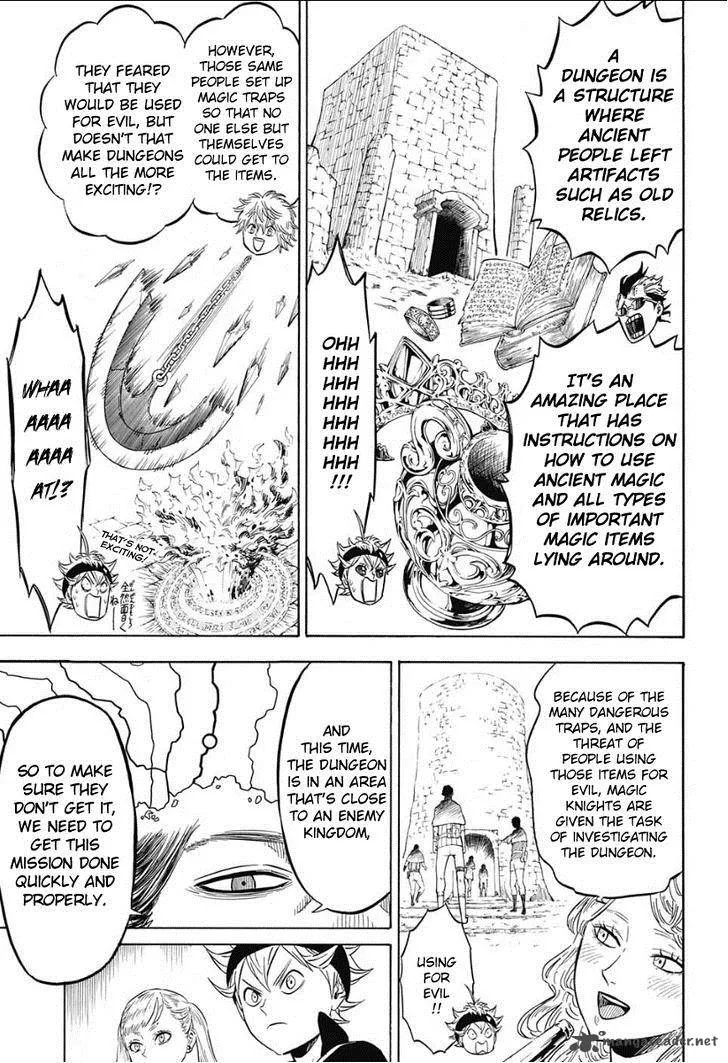 A
DUNGEON IS
A STRUCTURE
WHERE
ANCIENT
PEOPLE LEFT
ARTIFACTS
SUCH AS OLD
RELICS.
IT'S AN
AMAZING PLACE
THAT HAS
INSTRUCTIONS ON
HOW TO USE
ANCIENT MAGIC
AND ALL TYPES
OF IMPORTANT
MAGIC ITEMS
LYING AROUND.
OHH
HHH
HHH
HHH
HHH
HHH
HHH
!!!
HOWEVER,
THOSE SAME
PEOPLE SET UP
MAGIC TRAPS
SO THAT NO
ONE ELSE BUT
THEMSELVES
COULD GET TO
THE ITEMS.
THEY FEARED
THAT THEY
WOULD BE USED
FOR EVIL, BUT
DOESN'T THAT
MAKE DUNGEONS
ALL THE MORE
EXCITING!?
WHAA
AAAA
AAAA
AT!?
THAT'S NOT
EXCITING!
BECAUSE OF THE
MANY DANGEROUS
TRAPS, AND THE
THREAT OF
PEOPLE USING
THOSE ITEMS FOR
EVIL, MAGIC
KNIGHTS ARE
GIVEN THE TASK
OF INVESTIGATING
THE DUNGEON.
USING
FOR
EVIL
!!
AND
THIS TIME,
THE DUNGEON
IS IN AN AREA
THAT'S CLOSE
TO AN ENEMY
KINGDOM,
SO TO MAKE
SURE THEY
DON'T GET IT,
WE NEED TO
GET THIS
MISSION DONE
QUICKLY AND
PROPERLY.
mangareader.net